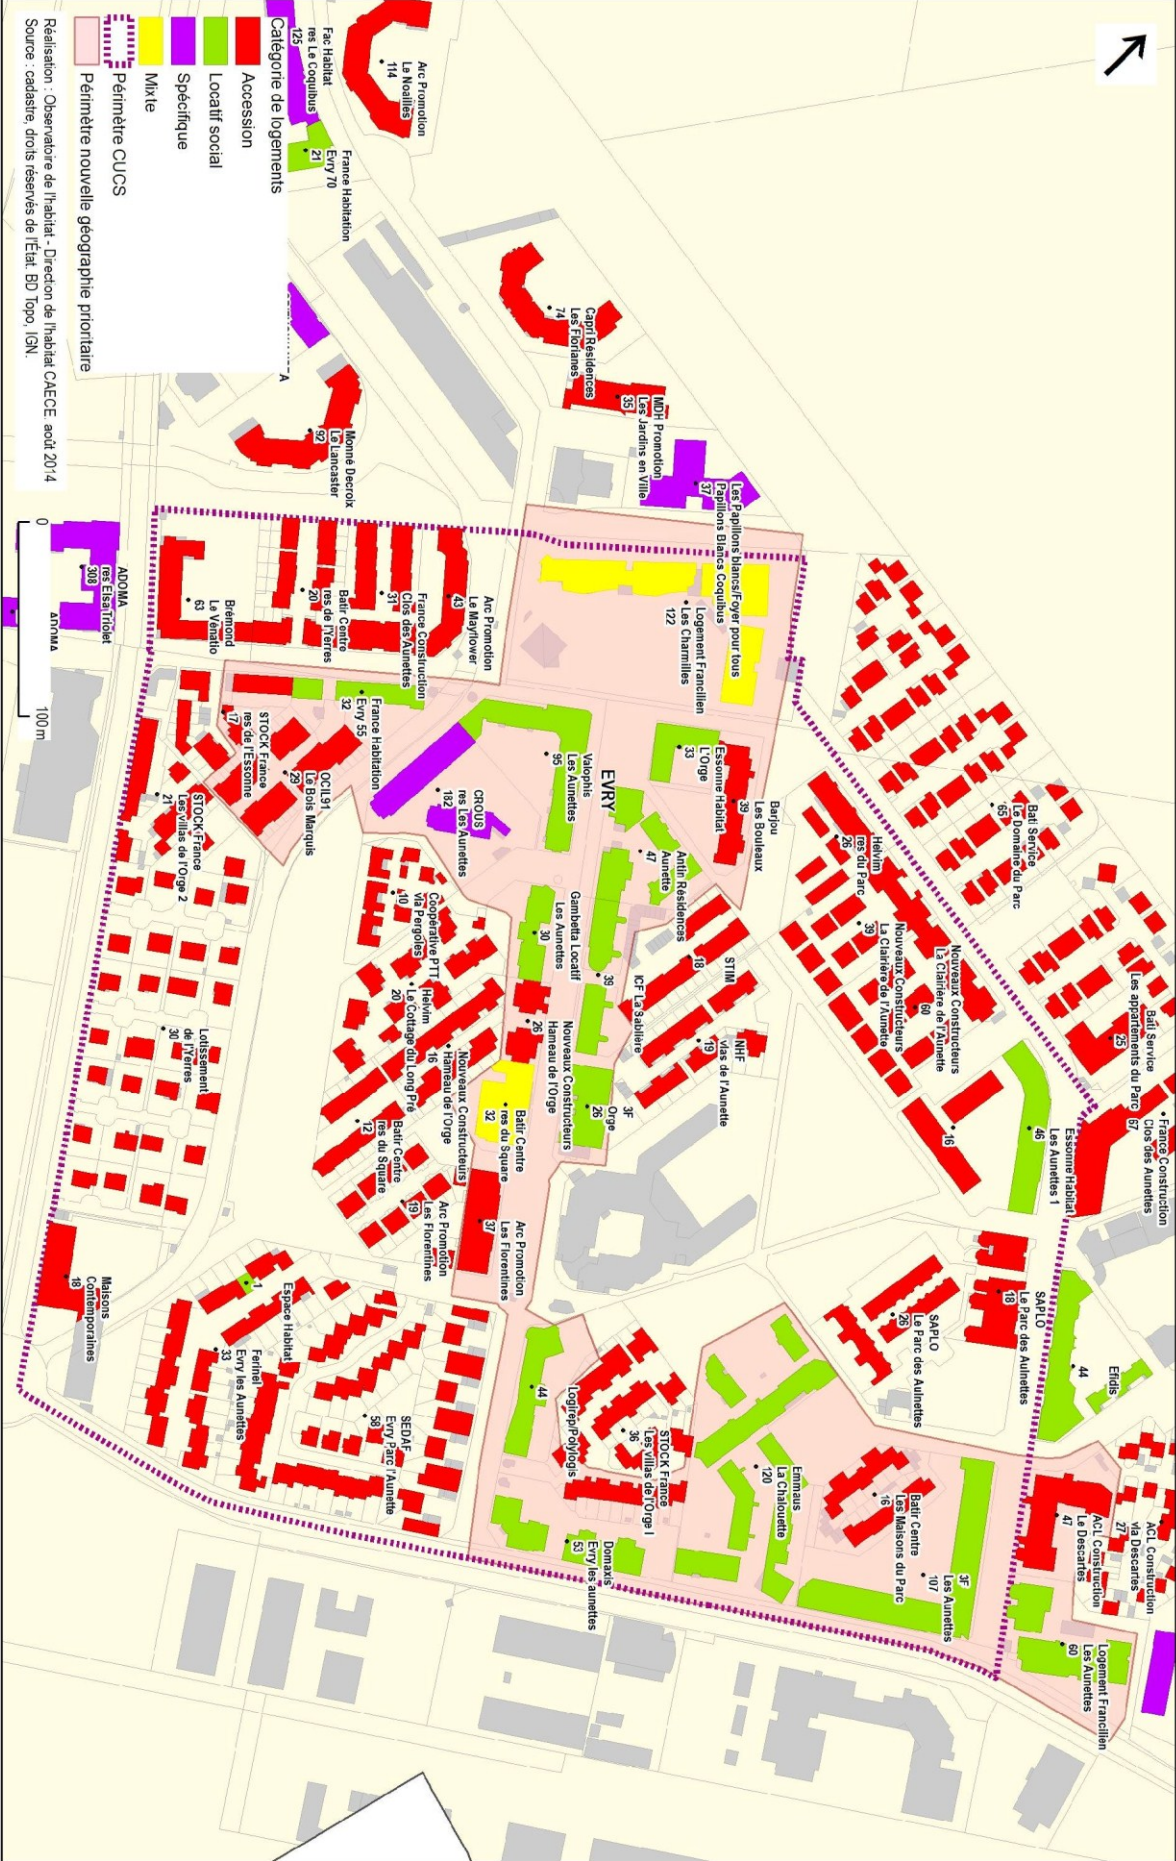 Catégorie de logements
Accession
Locatif social
Spécifique
Mixte
Périmètre CUCS
Périmètre nouvelle géographie prioritaire
Réalisation : Observatoire de l'habitat - Direction de l'habitat CAECE. août 2014
Source : cadastre, droits réservés de l'État. BD Topo, IGN.
0
100 m
Arc Promotion
Le Noailles
114
Fac Habitat
res Le Coquibus
125
France Habitation
Evry 70
21
Capri Résidences
Les Florianes
74
MDH Promotion
Les Jardins en Ville
35
Les Papillons blancs/Foyer pour tous
Papillons Blancs Coquibus
37
Monné Decroix
Le Lancaster
92
Logement Francilien
Les Charmilles
122
Arc Promotion
Le Mayflower
43
France Construction
Clos des Aunettes
31
Batir Centre
res de l'Yerres
20
Brémond
Le Vénatio
63
ADOMA
res Elsa Triolet
308
ADOMA
France Habitation
Evry 55
32
STOCK France
res de l'Essonne
17
OCIL91
Le Bois Marquis
29
STOCK France
Les villas de l'Orge 2
21
CROUS
res Les Aunettes
182
Valophis
Les Aunettes
95
EVRY
Essonne Habitat
L'Orge
33
Barjou
Les Bouleaux
39
Antin Résidences
Aunette
47
Bati Service
Le Domaine du Parc
65
Helvim
res du Parc
26
Nouveaux Constructeurs
La Clairière de l'Aunette
39
Nouveaux Constructeurs
La Clairière de l'Aunette
60
Bati Service
Les appartements du Parc
25
France Construction
Clos des Aunettes
67
Essonne Habitat
Les Aunettes 1
46
16
STIM
18
NHF
vlas de l'Aunette
19
ICF La Sablière
39
3F
Orge
26
Gambetta Locatif
Les Aunettes
30
Nouveaux Constructeurs
Hameau de l'Orge
26
Coopérative PTT
via Pergoles
10
Helvim
Le Cottage du Long Pré
20
Nouveaux Constructeurs
Hameau de l'Orge
16
Batir Centre
res du Square
32
Batir Centre
res du Square
12
Arc Promotion
Les Florentines
19
Arc Promotion
Les Florentines
37
Lotissement
de l'Yerres
30
Maisons
Contemporaines
18
Espace Habitat
1
Ferinel
Evry les Aunettes
33
SEDAF
Evry Parc l'Aunette
58
Logirep/Polylogis
44
STOCK France
Les villas de l'Orge I
36
Domaxis
Evry les aunettes
53
Emmaus
La Chalouette
120
Batir Centre
Les Maisons du Parc
16
3F
Les Aunettes
107
SAPLO
Le Parc des Aulnettes
26
SAPLO
Le Parc des Aulnettes
18
Efidis
44
AcL Construction
via Descartes
27
AcL Construction
Le Descartes
47
Logement Francilien
Les Aunettes
60